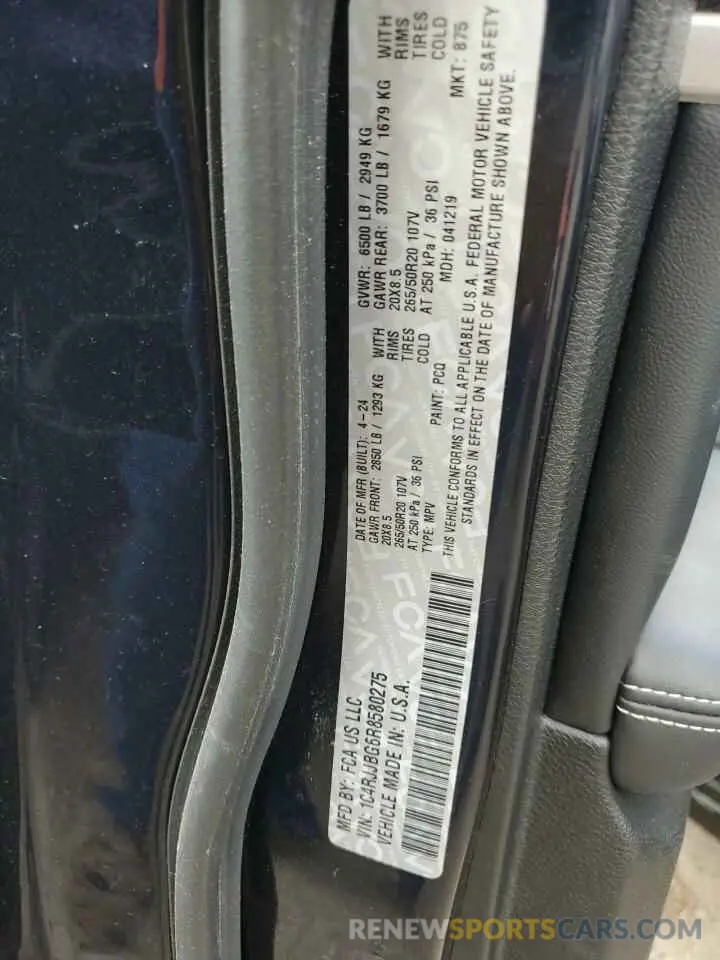 MFD BY: FCA US LLC
DATE OF MFR (BUILT): 4-24
GVWR: 6500 LB / 2949 KG
GAWR FRONT: 2850 LB / 1293 KG WITH
20X8.5 RIMS
265/50R20 107V TIRES
AT 250 kPa / 36 PSI COLD
GAWR REAR: 3700 LB / 1679 KG WITH
20X8.5 RIMS
265/50R20 107V TIRES
AT 250 kPa / 36 PSI COLD
VIN: 1C4RJJBG6R8580275
TYPE: MPV
PAINT: PCQ
MDH: 041219
MKT: 875
VEHICLE MADE IN: U.S.A.
THIS VEHICLE CONFORMS TO ALL APPLICABLE U.S.A. FEDERAL MOTOR VEHICLE SAFETY
STANDARDS IN EFFECT ON THE DATE OF MANUFACTURE SHOWN ABOVE.
RENEWSPORTSCARS.COM